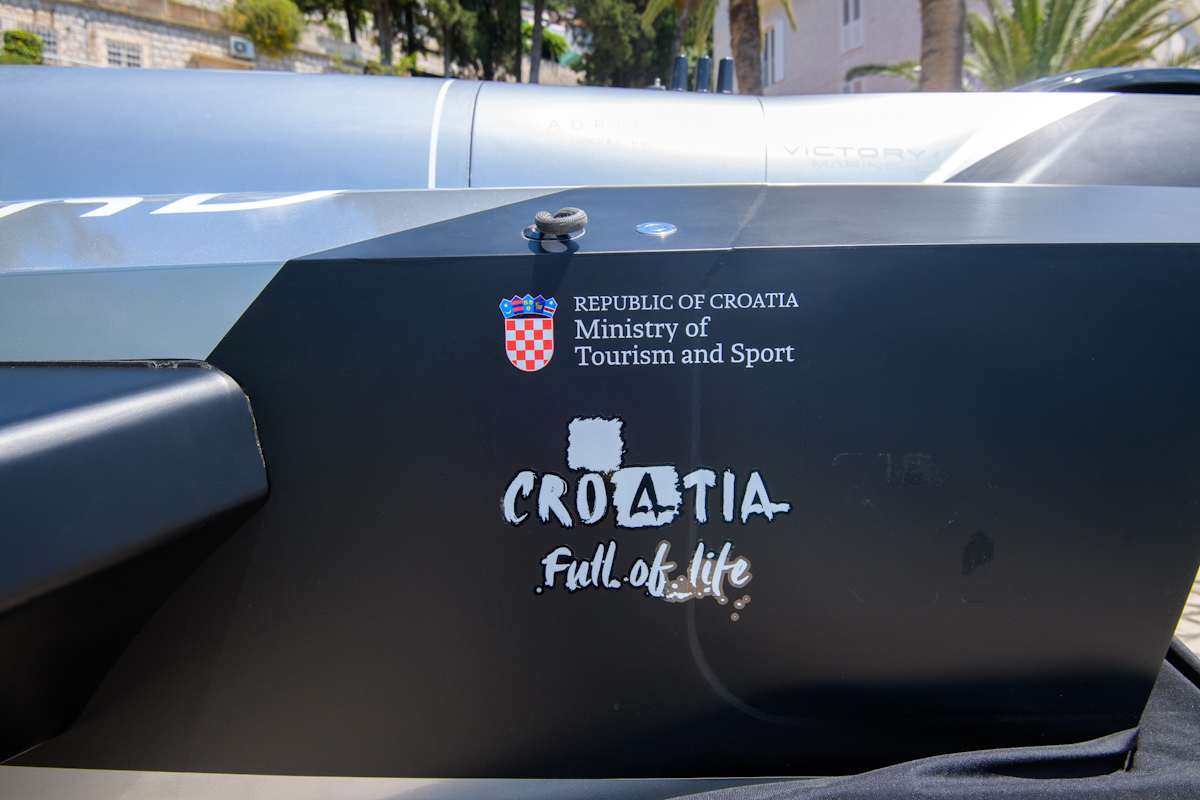 VICTORY
REPUBLIC OF CROATIA
Ministry of
Tourism and Sport
CROATIA
Full of life